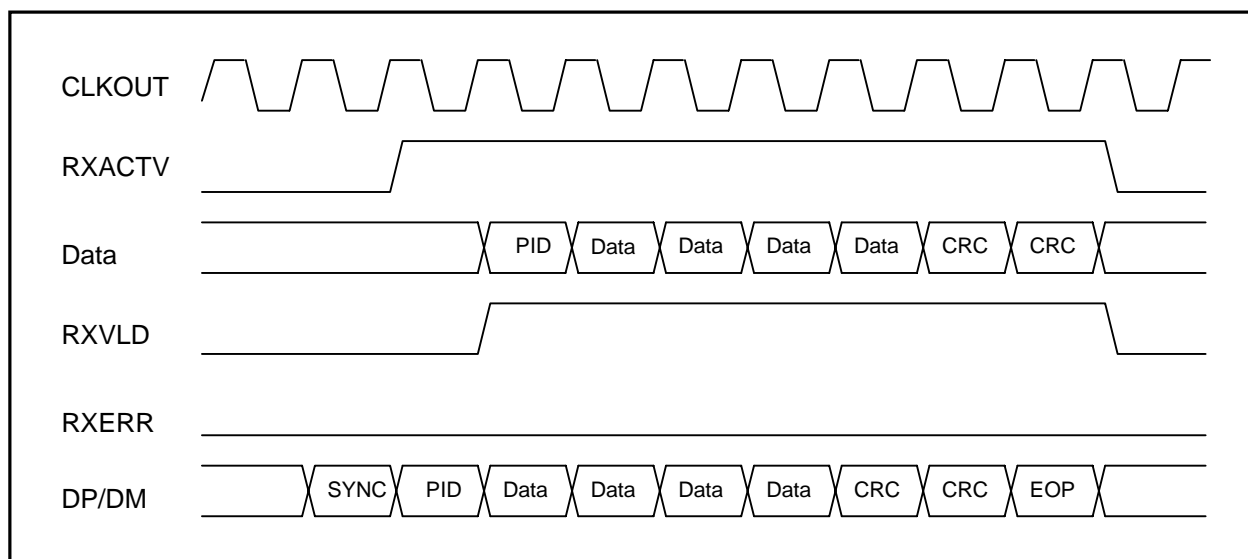 CLKOUT
RXACTV
Data PID Data Data Data Data CRC CRC
RXVLD
RXERR
DP/DM SYNC PID Data Data Data Data CRC CRC EOP